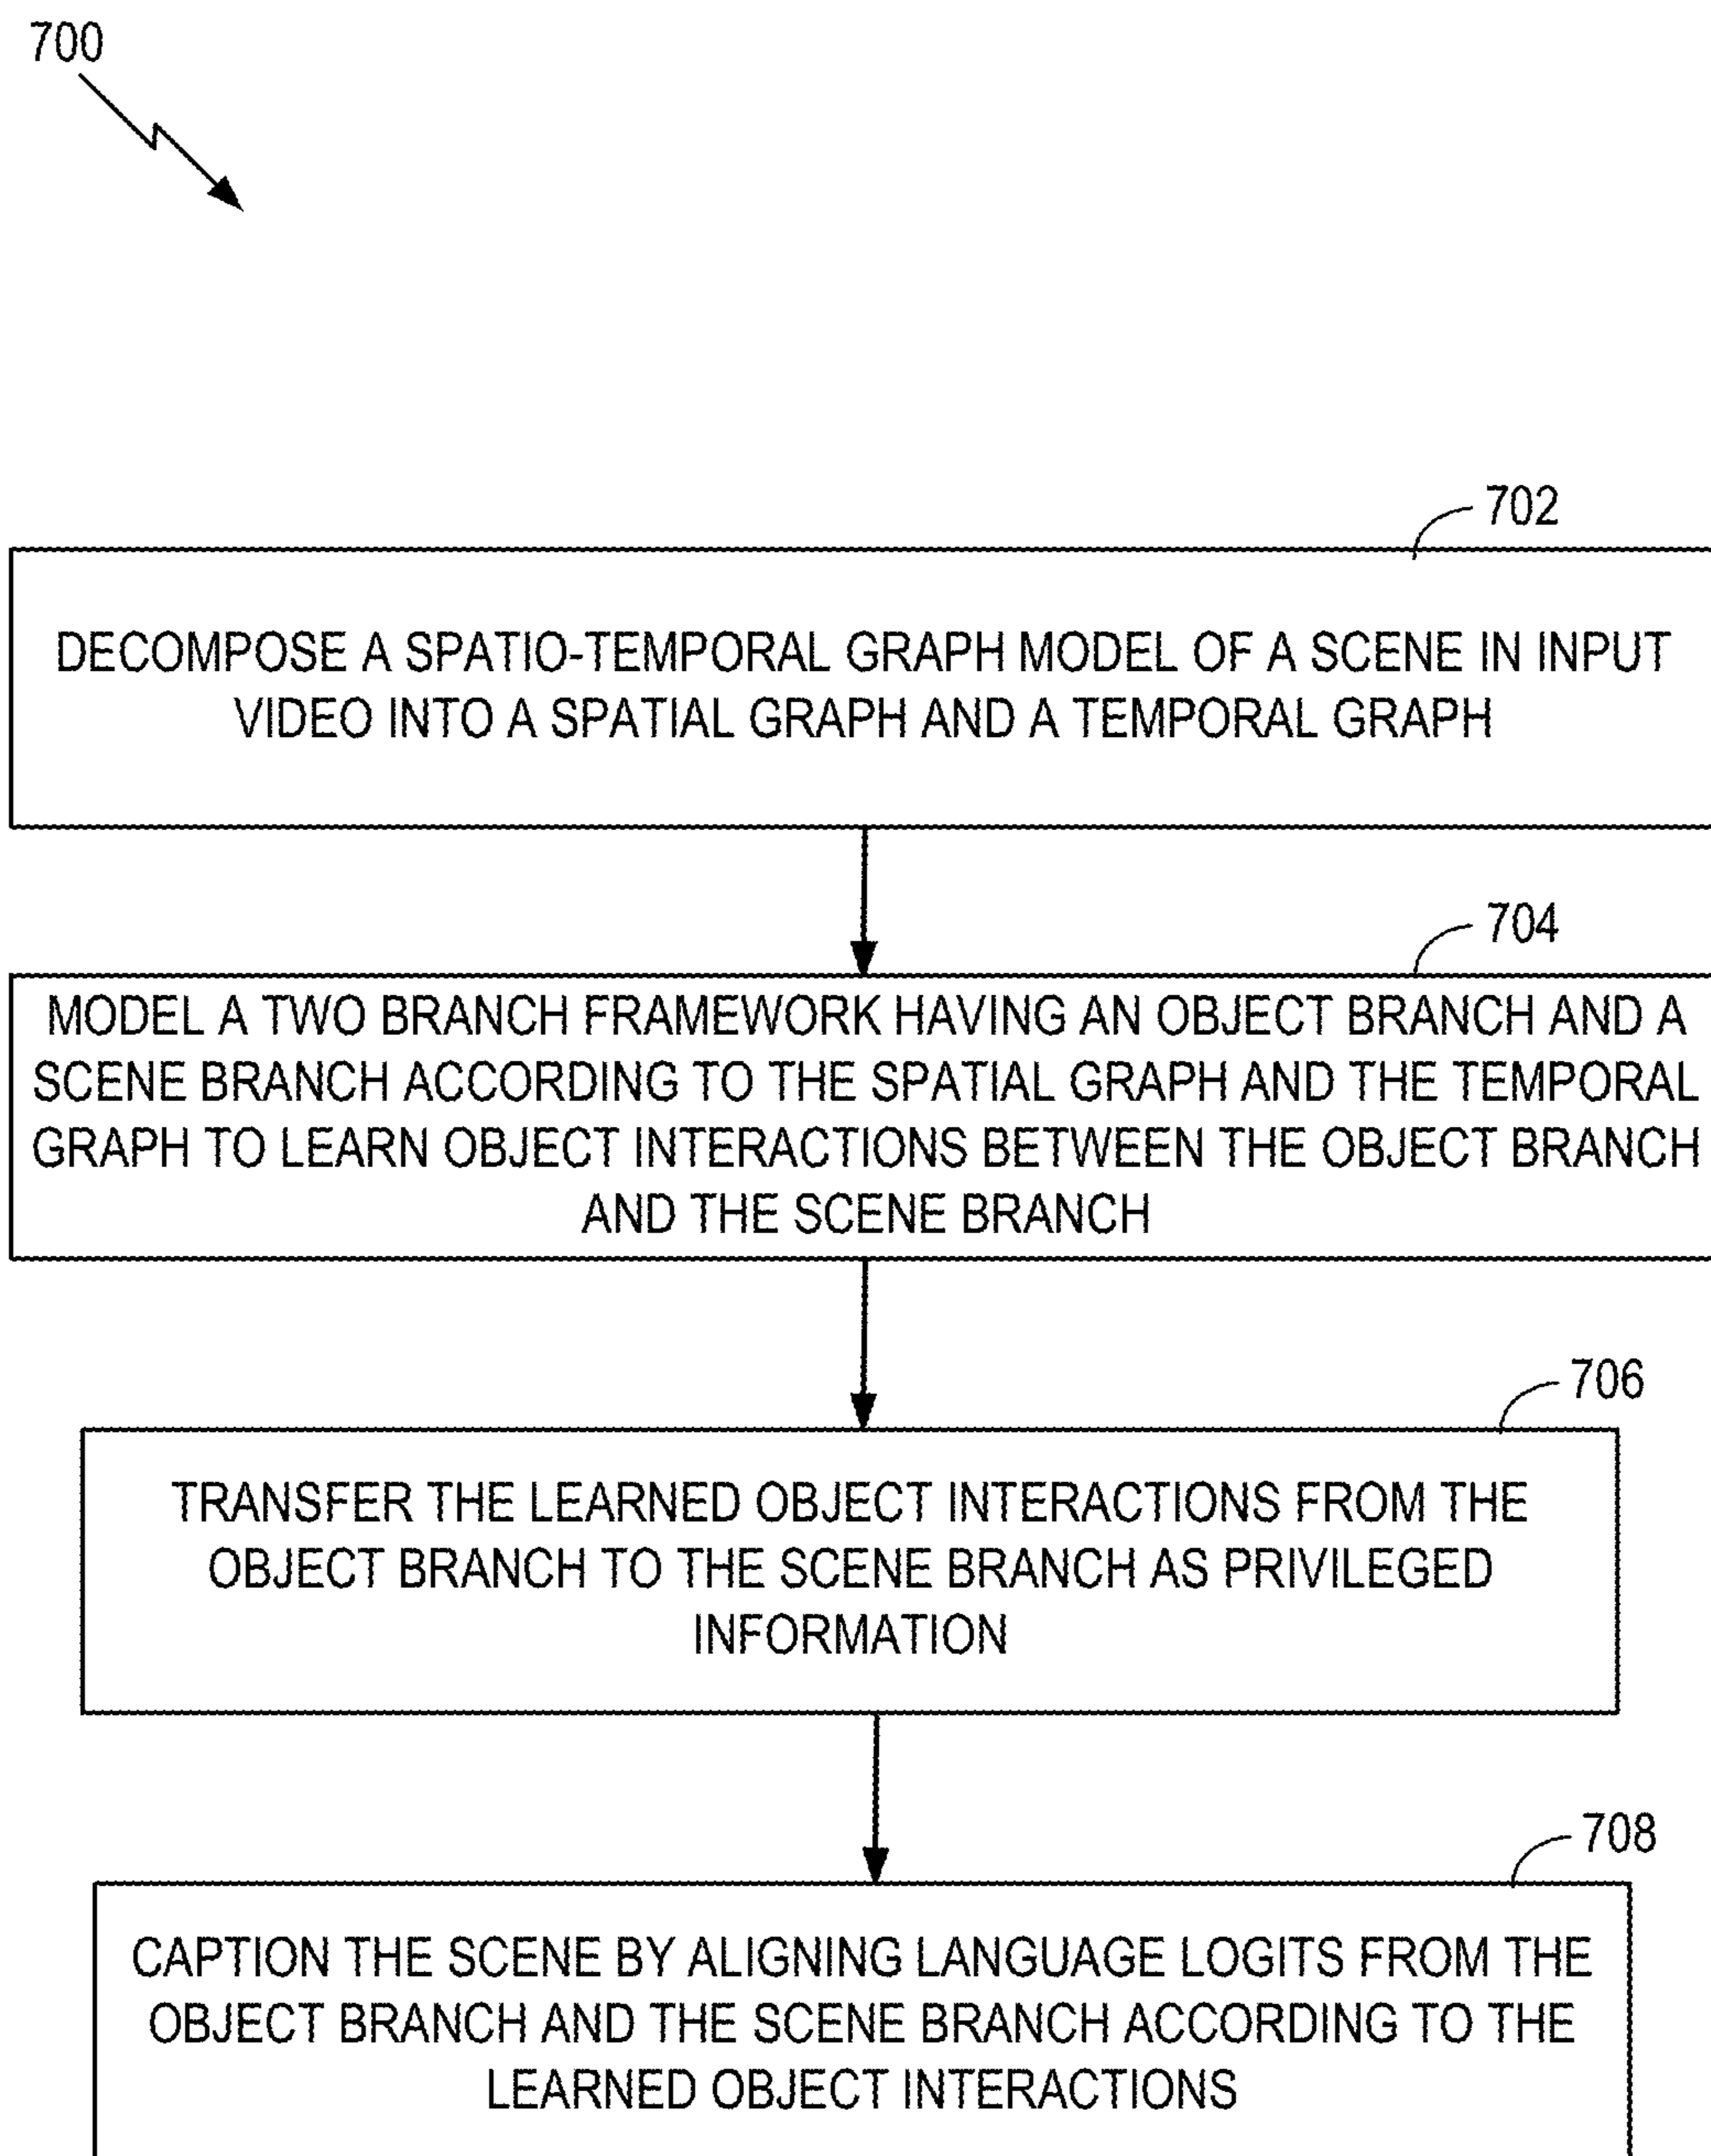 700
702
DECOMPOSE A SPATIO-TEMPORAL GRAPH MODEL OF A SCENE IN INPUT
VIDEO INTO A SPATIAL GRAPH AND A TEMPORAL GRAPH
704
MODEL A TWO BRANCH FRAMEWORK HAVING AN OBJECT BRANCH AND A
SCENE BRANCH ACCORDING TO THE SPATIAL GRAPH AND THE TEMPORAL
GRAPH TO LEARN OBJECT INTERACTIONS BETWEEN THE OBJECT BRANCH
AND THE SCENE BRANCH
706
TRANSFER THE LEARNED OBJECT INTERACTIONS FROM THE
OBJECT BRANCH TO THE SCENE BRANCH AS PRIVILEGED
INFORMATION
708
CAPTION THE SCENE BY ALIGNING LANGUAGE LOGITS FROM THE
OBJECT BRANCH AND THE SCENE BRANCH ACCORDING TO THE
LEARNED OBJECT INTERACTIONS